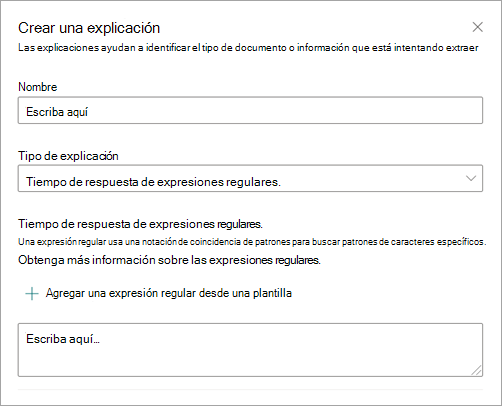 Crear una explicación
Las explicaciones ayudan a identificar el tipo de documento o información que está intentando extraer
Nombre
Escriba aquí
Tipo de explicación
Tiempo de respuesta de expresiones regulares.
Tiempo de respuesta de expresiones regulares.
Una expresión regular usa una notación de coincidencia de patrones para buscar patrones de caracteres específicos.
Obtenga más información sobre las expresiones regulares.
Agregar una expresión regular desde una plantilla
Escriba aquí...